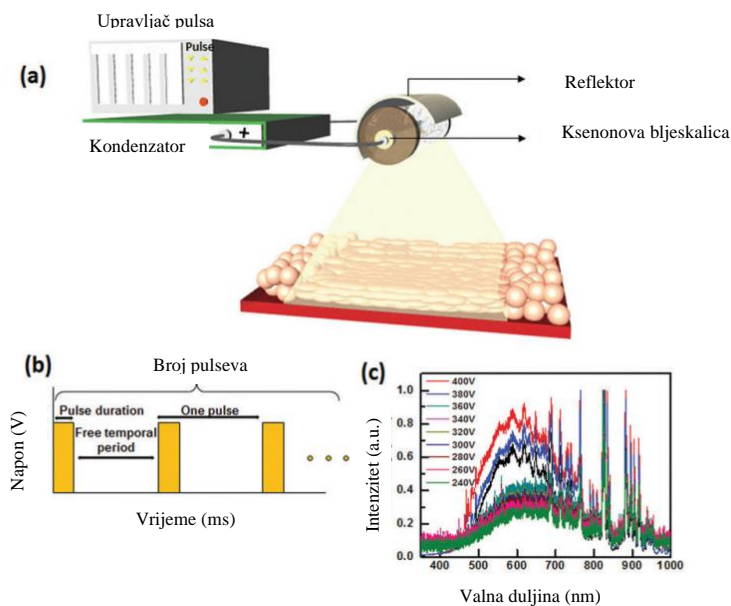 Upravljač pulsa
Pulse
(a)
Reflektor
Kondenzator
+
Ksenonova bljeskalica
(b)
Broj pulseva
Pulse duration
One pulse
Free temporal
period
Napon (V)
Vrijeme (ms)
(c)
400V
380V
360V
340V
320V
300V
280V
260V
240V
1.0
0.8
0.6
0.4
0.2
0.0
Intenzitet (a.u.)
400 500 600 700 800 900 1000
Valna duljina (nm)